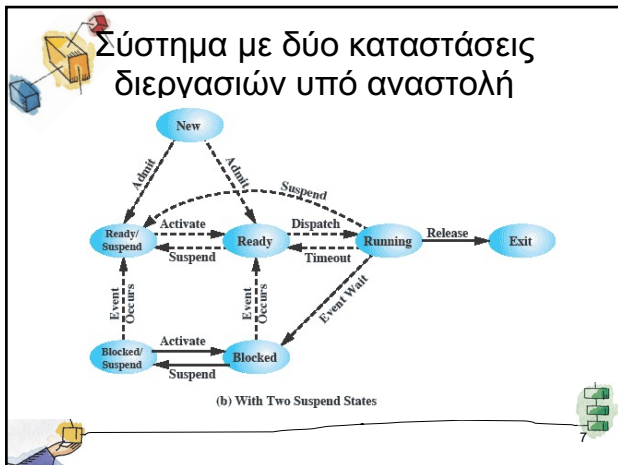 Σύστημα με δύο καταστάσεις
διεργασιών υπό αναστολή
New
Admit
Admit
Suspend
Ready/
Suspend
Activate
Suspend
Ready
Dispatch
Timeout
Running
Release
Exit
Event
Occurs
Event
Occurs
Event Wait
Blocked/
Suspend
Activate
Suspend
Blocked
(b) With Two Suspend States
7